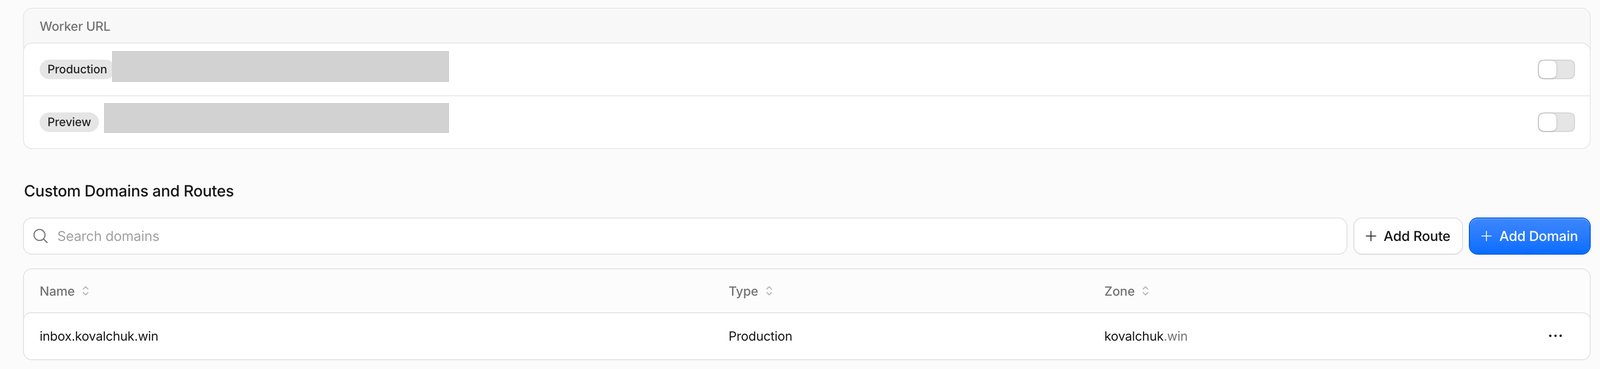 Worker URL
Production
Preview
Custom Domains and Routes
Search domains
+ Add Route
+ Add Domain
Name Type Zone
inbox.kovalchuk.win Production kovalchuk.win ...